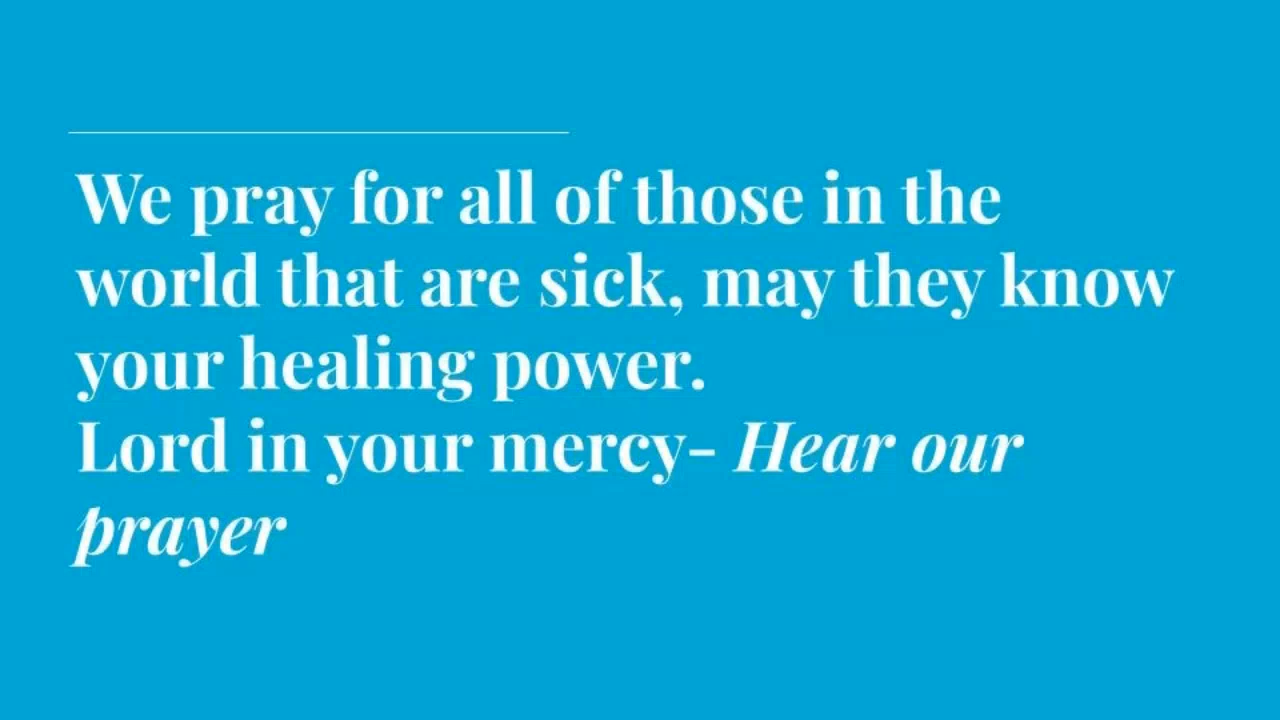 We pray for all of those in the
world that are sick, may they know
your healing power.
Lord in your mercy- Hear our
prayer